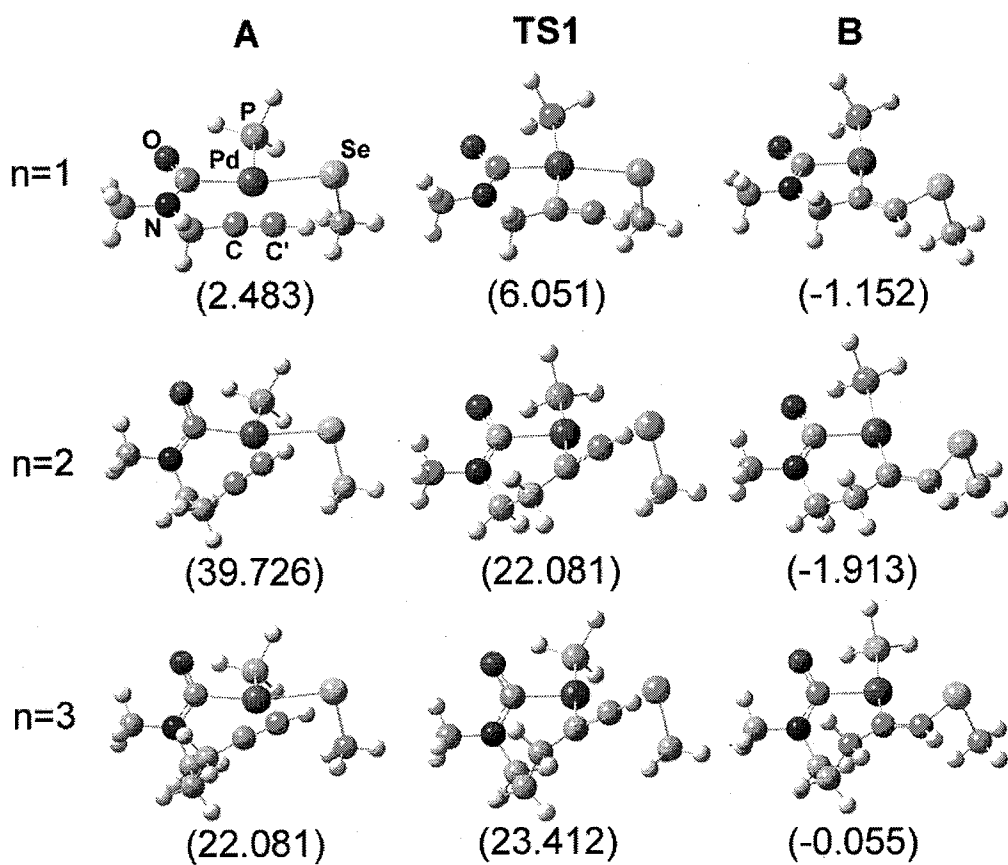 A TS1 B
n=1
P
O
Pd
Se
N
C
C'
(2.483) (6.051) (-1.152)
n=2
(39.726) (22.081) (-1.913)
n=3
(22.081) (23.412) (-0.055)